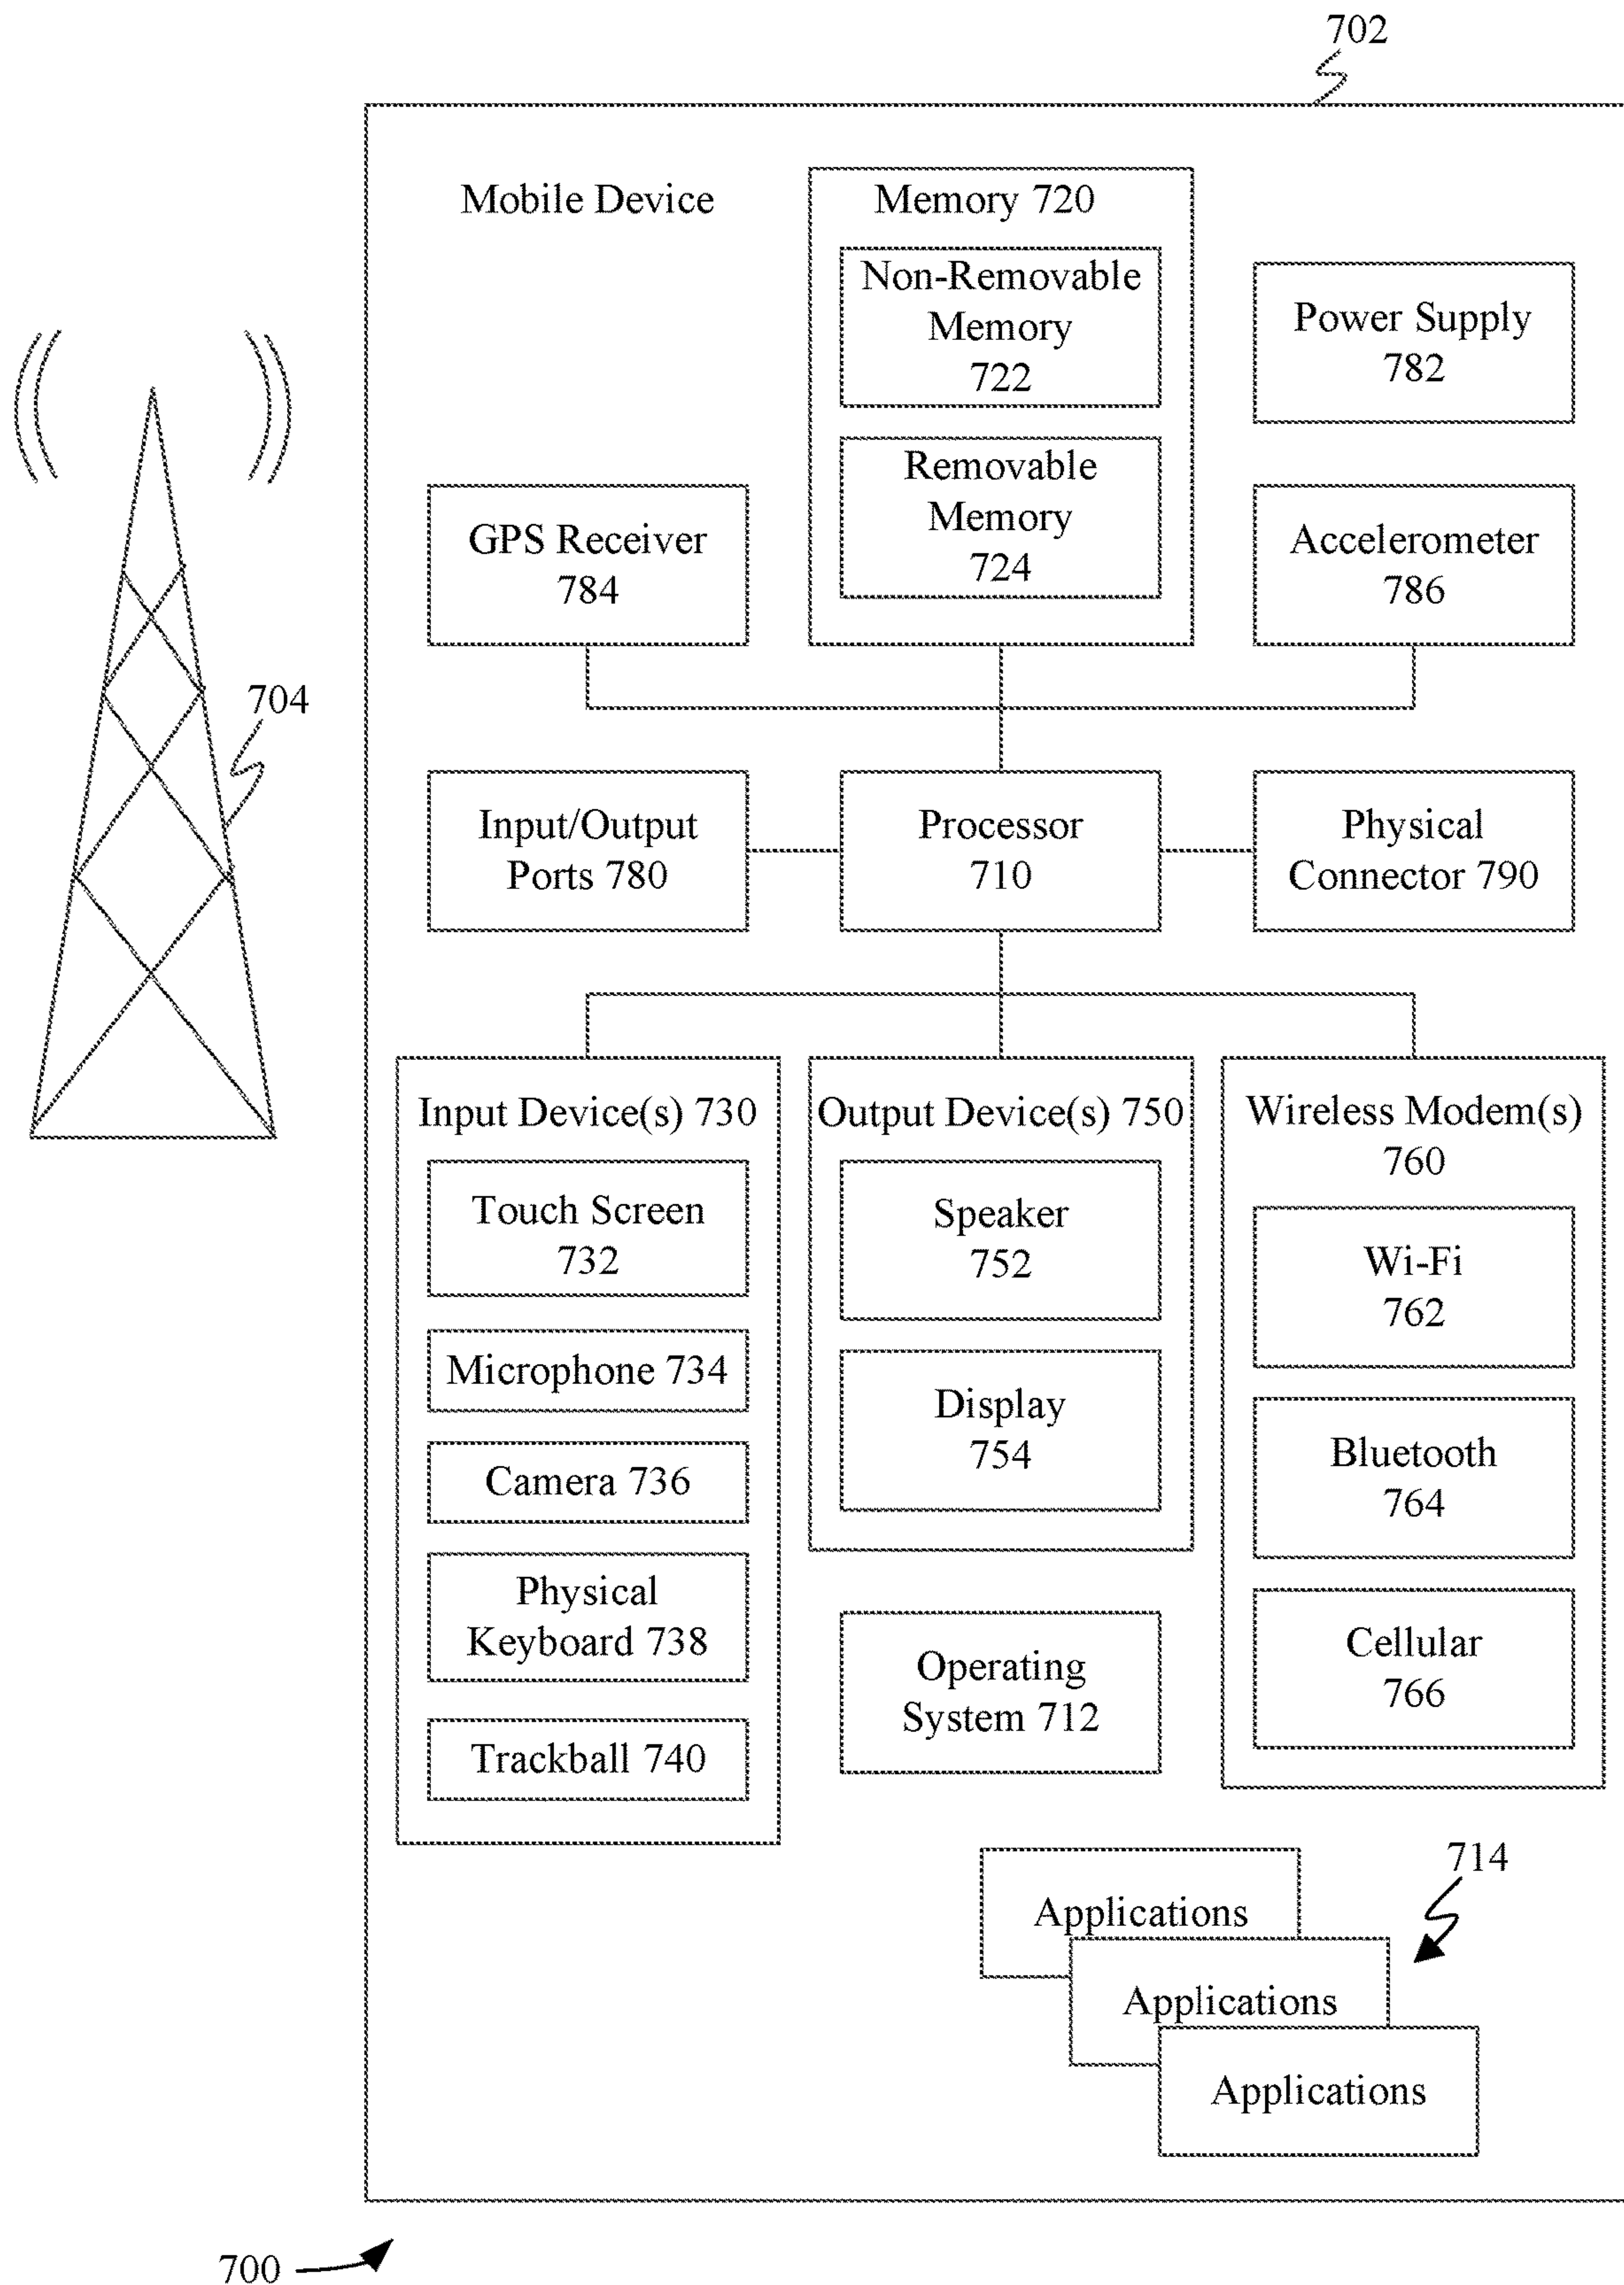 702
Mobile Device
Memory 720
Non-Removable
Memory
722
Removable
Memory
724
Power Supply
782
GPS Receiver
784
Accelerometer
786
704
Input/Output
Ports 780
Processor
710
Physical
Connector 790
Input Device(s) 730
Touch Screen
732
Microphone 734
Camera 736
Physical
Keyboard 738
Trackball 740
Output Device(s) 750
Speaker
752
Display
754
Operating
System 712
Wireless Modem(s)
760
Wi-Fi
762
Bluetooth
764
Cellular
766
714
Applications
Applications
Applications
700